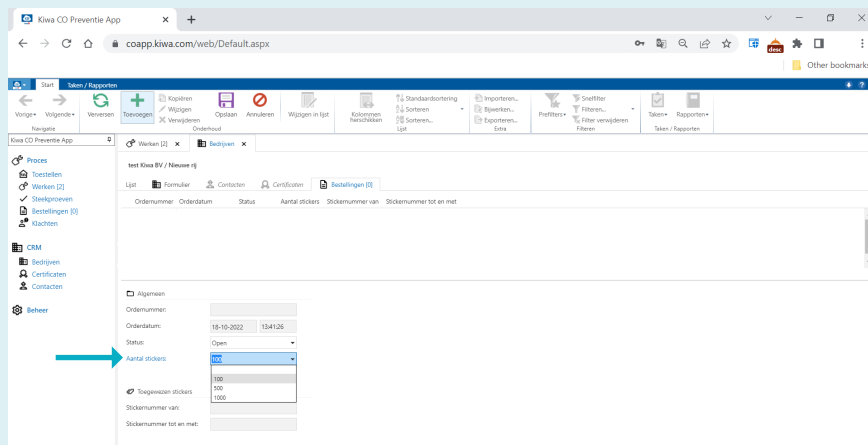 Kiwa CO Preventie App
coapp.kiwa.com/web/Default.aspx
desc
Other bookmarks
Start Taken / Rapporten
Vorige Volgende Verversen
Navigatie
Toevoegen Kopiëren Wijzigen Verwijderen Opslaan Annuleren
Onderhoud
Wijzigen in lijst
Kolommen herschikken Standaardsortering Sorteren Sorteren...
Lijst
Importeren... Bijwerken... Exporteren...
Extra
Prefilters Snelfilter Filteren... Filter verwijderen
Filteren
Taken Rapporten
Taken / Rapporten
Kiwa CO Preventie App
Werken [2] Bedrijven
Proces
Toestellen
Werken [2]
Steekproeven
Bestellingen [0]
Klachten
CRM
Bedrijven
Certificaten
Contacten
Beheer
test Kiwa BV / Nieuwe rij
Lijst Formulier Contacten Certificaten Bestellingen [0]
Ordernummer Orderdatum Status Aantal stickers Stickernummer van Stickernummer tot en met
Algemeen
Ordernummer:
Orderdatum: 18-10-2022 13:41:26
Status: Open
Aantal stickers: 100
100
500
1000
Toegewezen stickers
Stickernummer van:
Stickernummer tot en met: